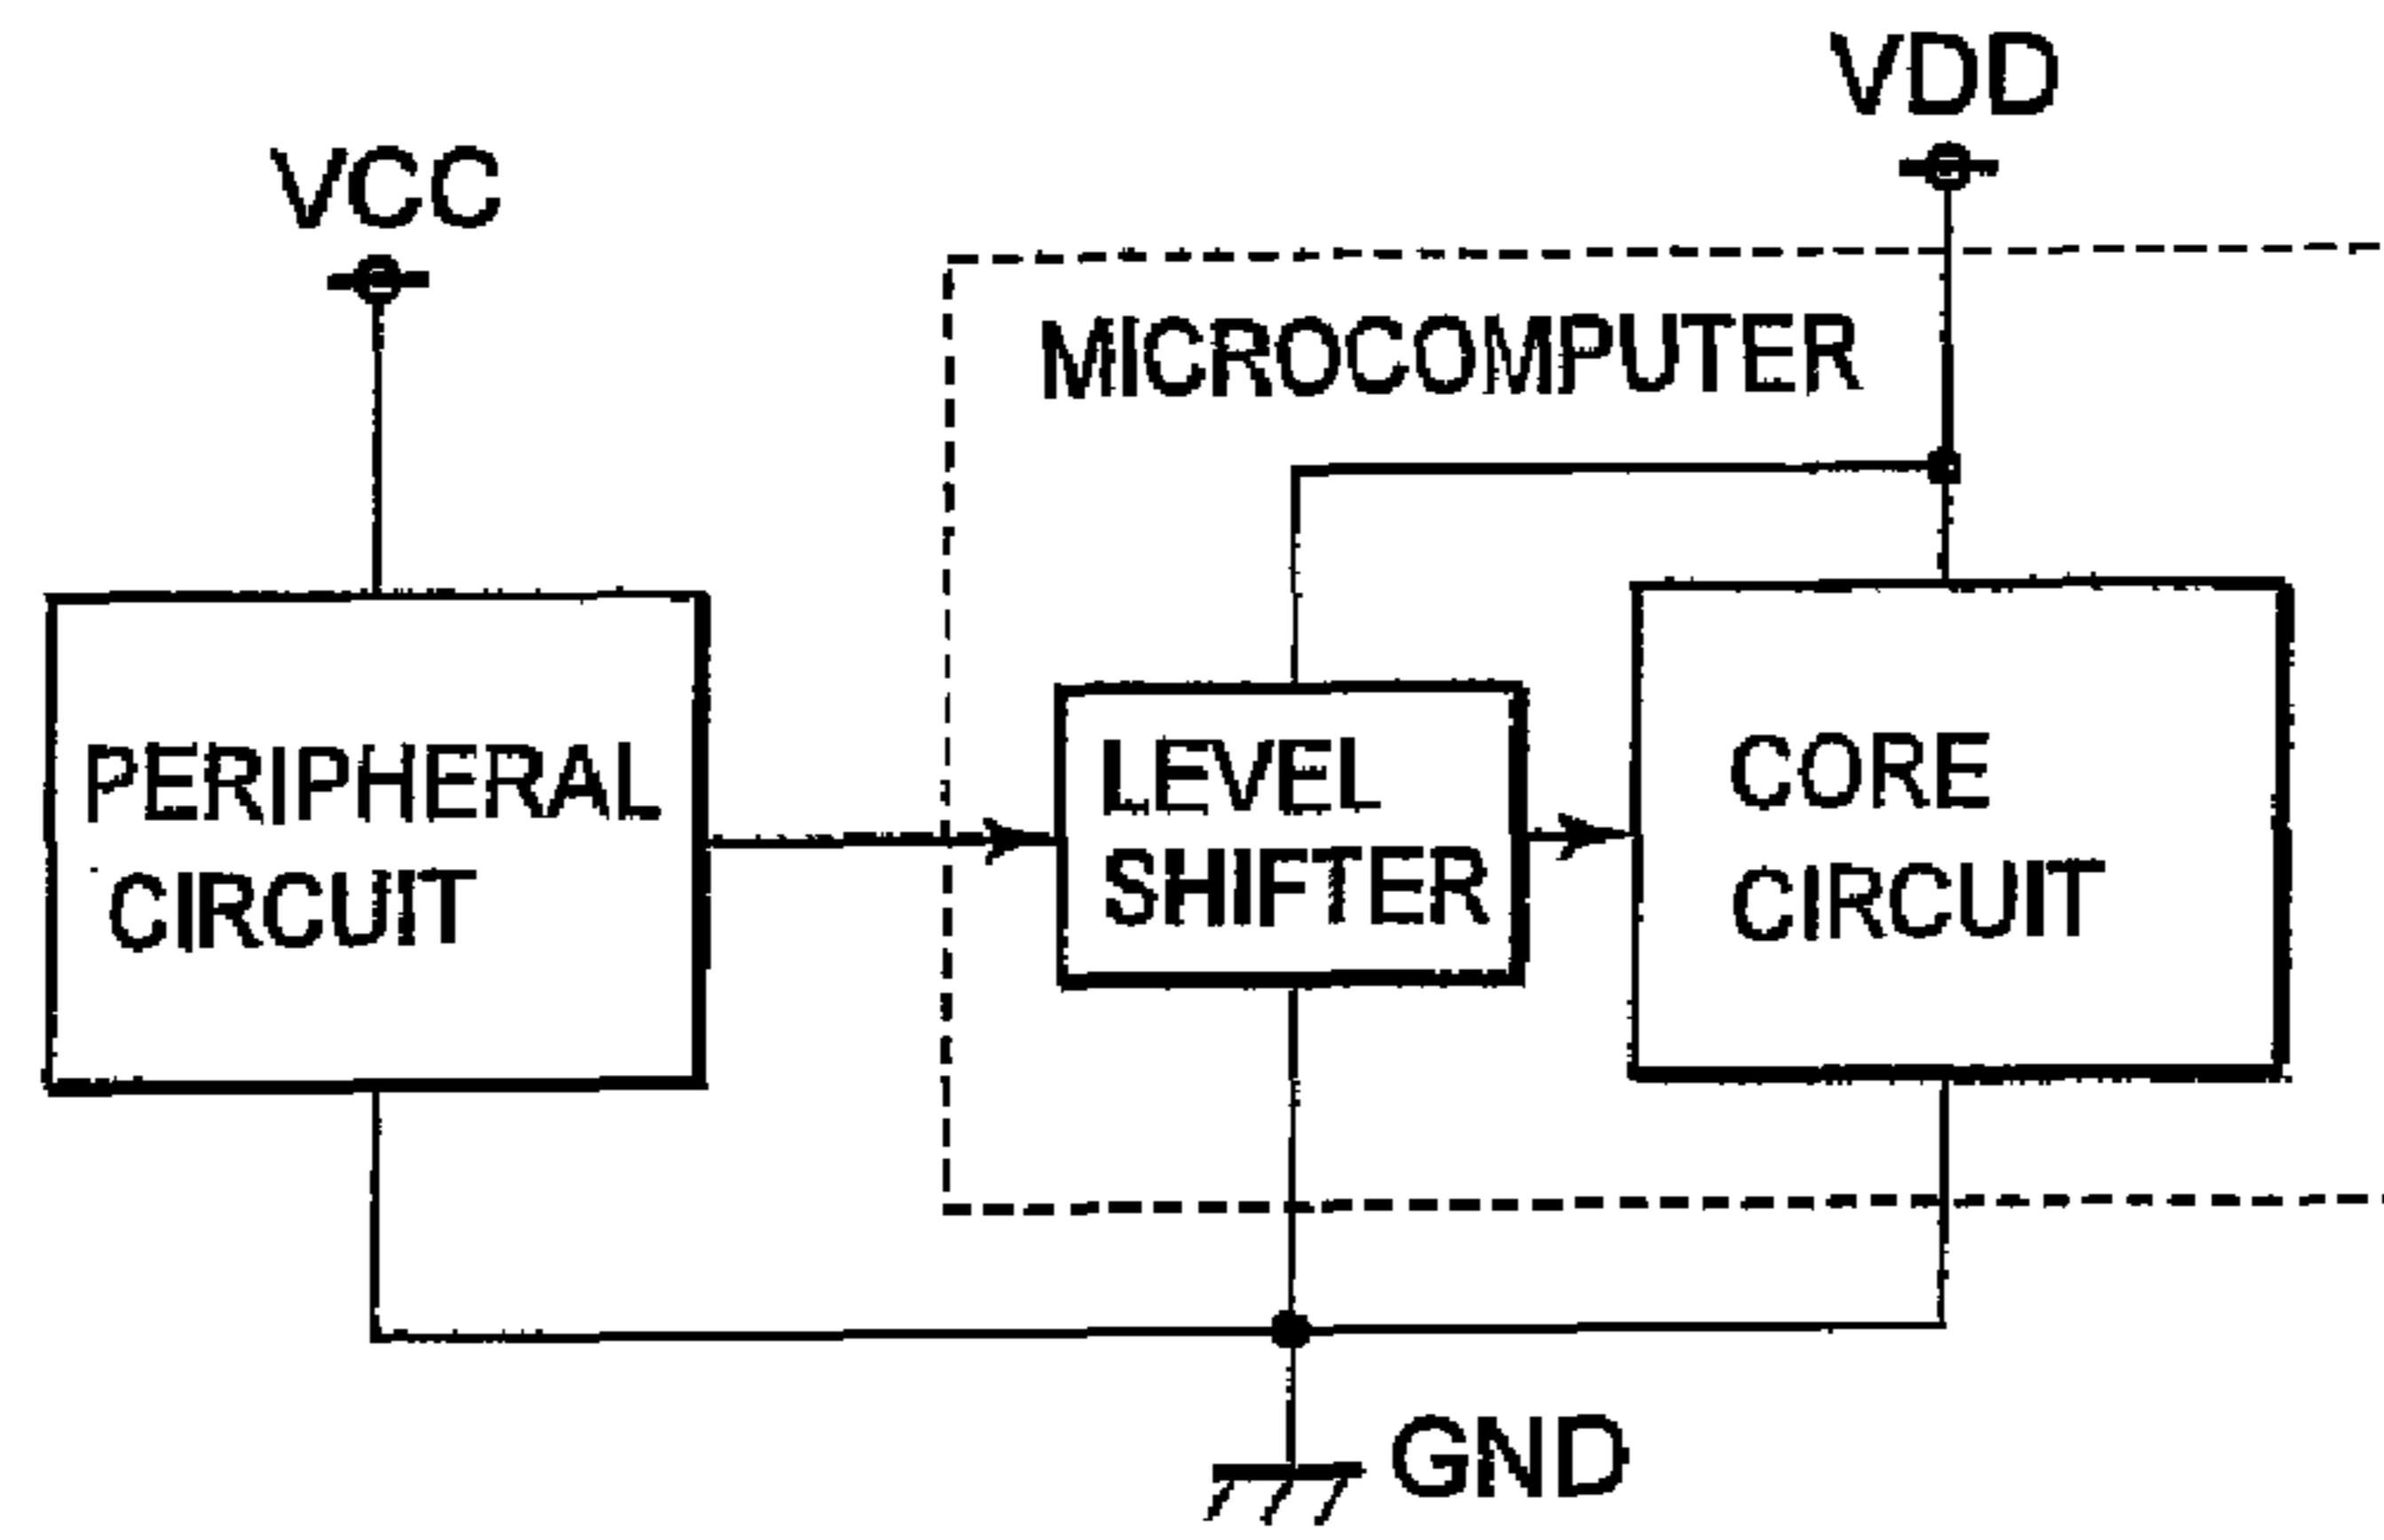 VDD
VCC
MICROCOMPUTER
PERIPHERAL
CIRCUIT
LEVEL
SHIFTER
CORE
CIRCUIT
GND